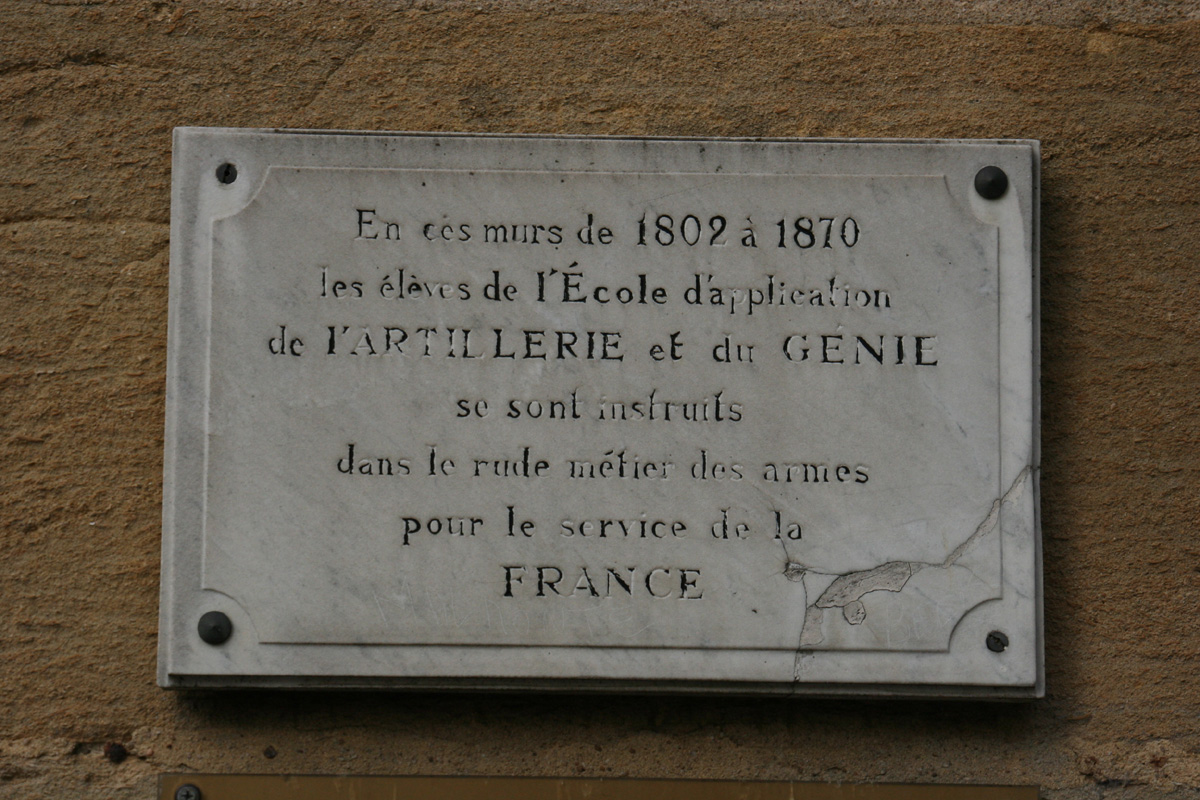 En ces murs de 1802 à 1870
les élèves de l'École d'application
de l'ARTILLERIE et du GÉNIE
se sont instruits
dans le rude métier des armes
pour le service de la
FRANCE